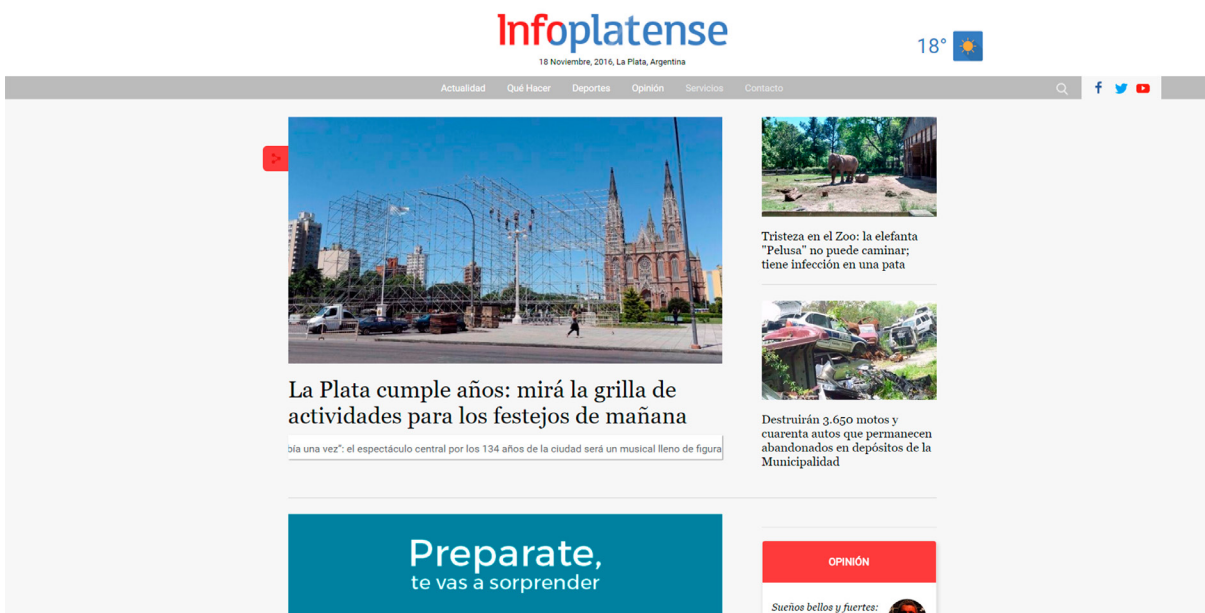 Infoplatense
18 Noviembre, 2016, La Plata, Argentina
18°
Actualidad Qué Hacer Deportes Opinión Servicios Contacto
La Plata cumple años: mirá la grilla de
actividades para los festejos de mañana
bía una vez": el espectáculo central por los 134 años de la ciudad será un musical lleno de figura
Tristeza en el Zoo: la elefanta
"Pelusa" no puede caminar;
tiene infección en una pata
Destruirán 3.650 motos y
cuarenta autos que permanecen
abandonados en depósitos de la
Municipalidad
Preparate,
te vas a sorprender
OPINIÓN
Sueños bellos y fuertes: